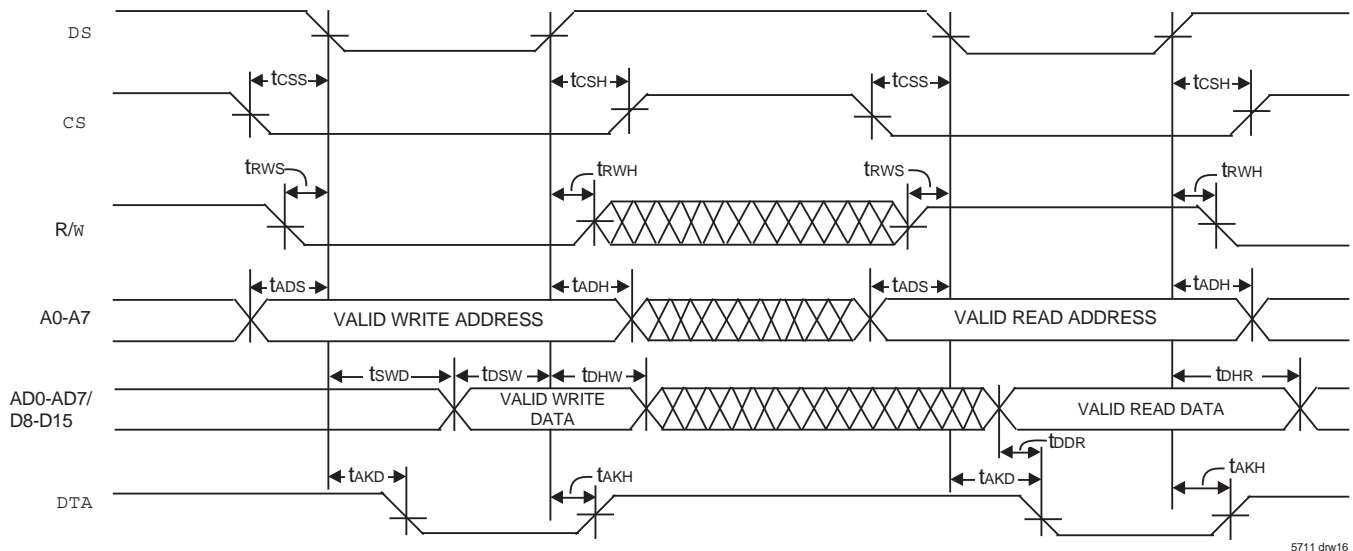 DS
tCSS
tCSH
tCSS
tCSH
CS
tRWS
tRWH
tRWS
tRWH
R/W
tADS
tADH
tADS
tADH
A0-A7
VALID WRITE ADDRESS
VALID READ ADDRESS
tSWD
tDSW
tDHW
tDHR
AD0-AD7/
D8-D15
VALID WRITE
DATA
VALID READ DATA
tDDR
tAKD
tAKH
tAKD
tAKH
DTA
5711 drw16